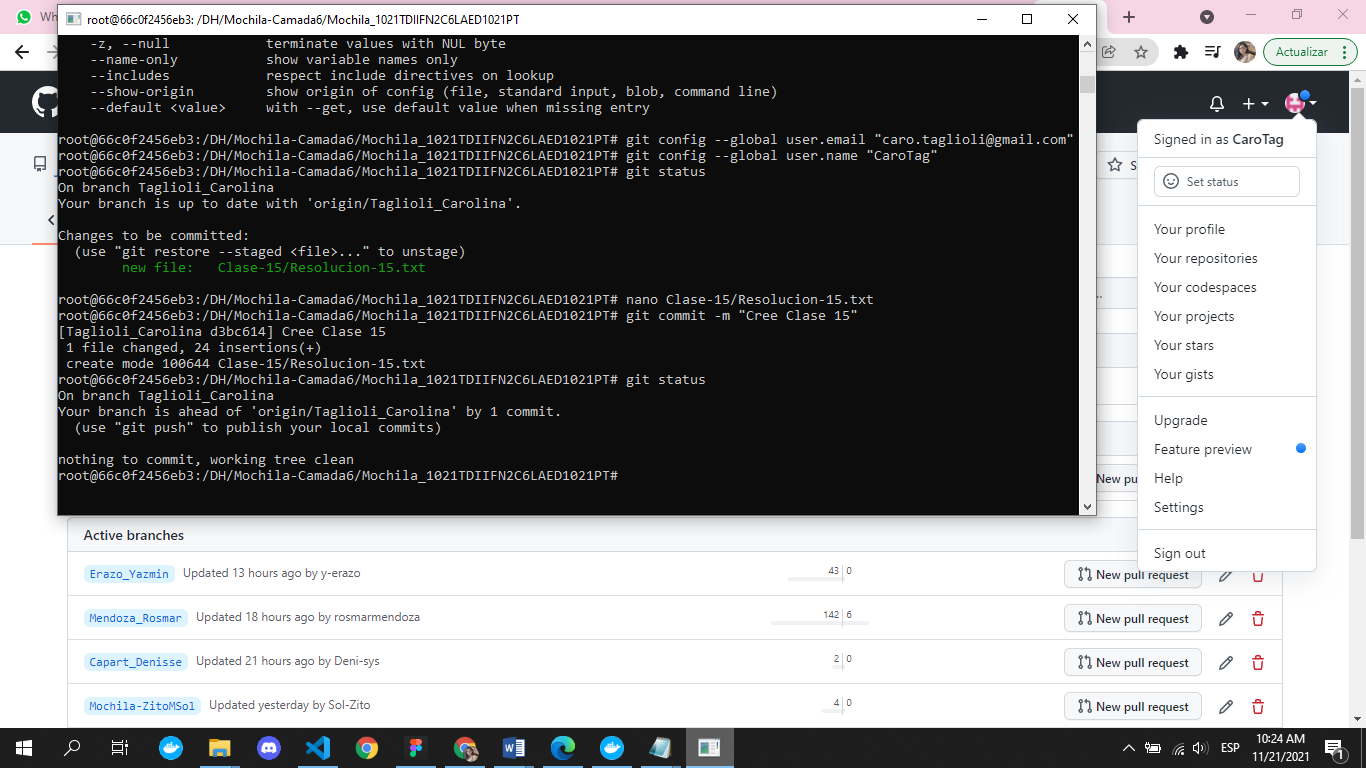 Wha
root@66c0f2456eb3: /DH/Mochila-Camada6/Mochila_1021TDIIFN2C6LAED1021PT
Actualizar
-z, --null            terminate values with NUL byte
--name-only           show variable names only
--includes            respect include directives on lookup
--show-origin         show origin of config (file, standard input, blob, command line)
--default <value>     with --get, use default value when missing entry
root@66c0f2456eb3:/DH/Mochila-Camada6/Mochila_1021TDIIFN2C6LAED1021PT# git config --global user.email "caro.taglioli@gmail.com"
root@66c0f2456eb3:/DH/Mochila-Camada6/Mochila_1021TDIIFN2C6LAED1021PT# git config --global user.name "CaroTag"
root@66c0f2456eb3:/DH/Mochila-Camada6/Mochila_1021TDIIFN2C6LAED1021PT# git status
On branch Taglioli_Carolina
Your branch is up to date with 'origin/Taglioli_Carolina'.
Changes to be committed:
(use "git restore --staged <file>..." to unstage)
new file:   Clase-15/Resolucion-15.txt
root@66c0f2456eb3:/DH/Mochila-Camada6/Mochila_1021TDIIFN2C6LAED1021PT# nano Clase-15/Resolucion-15.txt
root@66c0f2456eb3:/DH/Mochila-Camada6/Mochila_1021TDIIFN2C6LAED1021PT# git commit -m "Cree Clase 15"
[Taglioli_Carolina d3bc614] Cree Clase 15
1 file changed, 24 insertions(+)
create mode 100644 Clase-15/Resolucion-15.txt
root@66c0f2456eb3:/DH/Mochila-Camada6/Mochila_1021TDIIFN2C6LAED1021PT# git status
On branch Taglioli_Carolina
Your branch is ahead of 'origin/Taglioli_Carolina' by 1 commit.
(use "git push" to publish your local commits)
nothing to commit, working tree clean
root@66c0f2456eb3:/DH/Mochila-Camada6/Mochila_1021TDIIFN2C6LAED1021PT#
S
Signed in as CaroTag
Set status
Your profile
Your repositories
Your codespaces
Your projects
Your stars
Your gists
Upgrade
Feature preview
Help
Settings
Sign out
New pu
Active branches
Erazo_Yazmin Updated 13 hours ago by y-erazo 43 0 New pull request
Mendoza_Rosmar Updated 18 hours ago by rosmarmendoza 142 6 New pull request
Capart_Denisse Updated 21 hours ago by Deni-sys 2 0 New pull request
Mochila-ZitoMSol Updated yesterday by Sol-Zito 4 0 New pull request
ESP
10:24 AM
11/21/2021
1